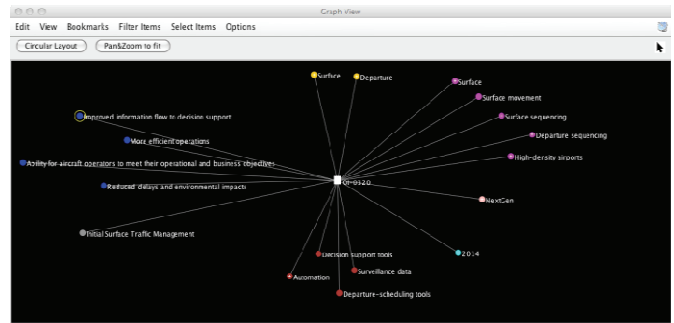 Graph View
Edit View Bookmarks Filter Items Select Items Options
Circular Layout Pan&Zoom to fit
Surface
Departure
Surface
Surface movement
Improved information flow to decision support
Surface sequencing
Departure sequencing
More efficient operations
High-density airports
Ability for aircraft operators to meet their operational and business objectives
OI-0320
Reduced delays and environmental impacts
NextGen
Initial Surface Traffic Management
Decision support tools
2014
Surveillance data
Automation
Departure-scheduling tools